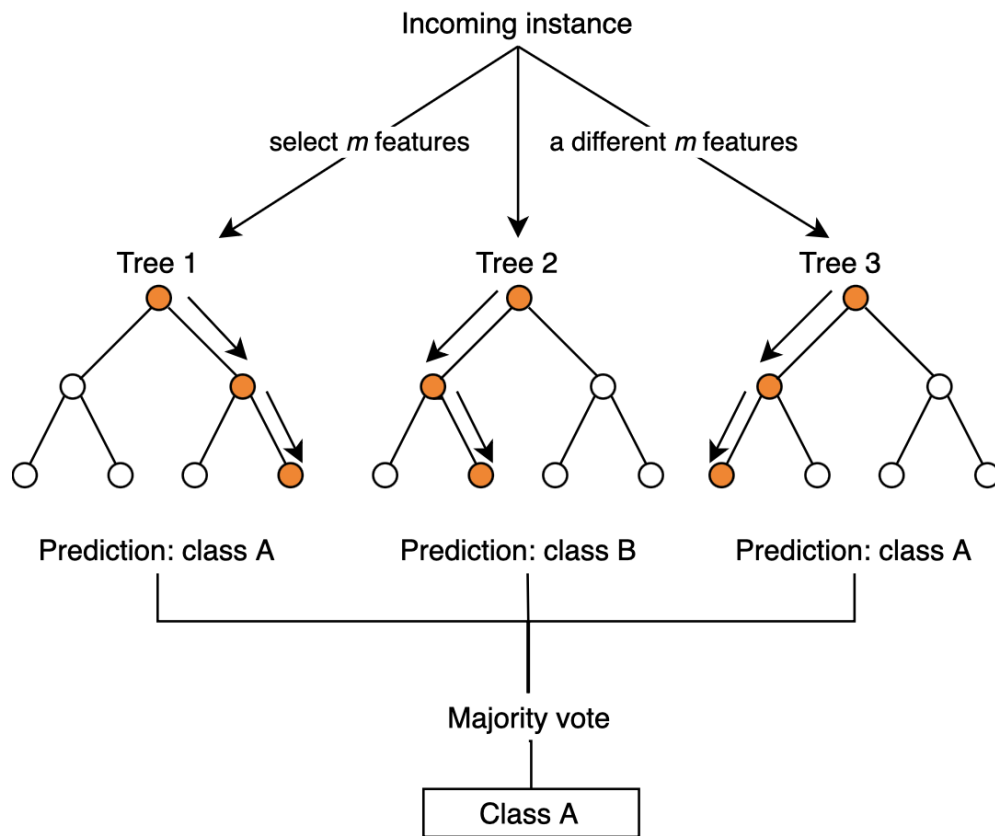 Incoming instance
select m features
a different m features
Tree 1
Tree 2
Tree 3
Prediction: class A
Prediction: class B
Prediction: class A
Majority vote
Class A